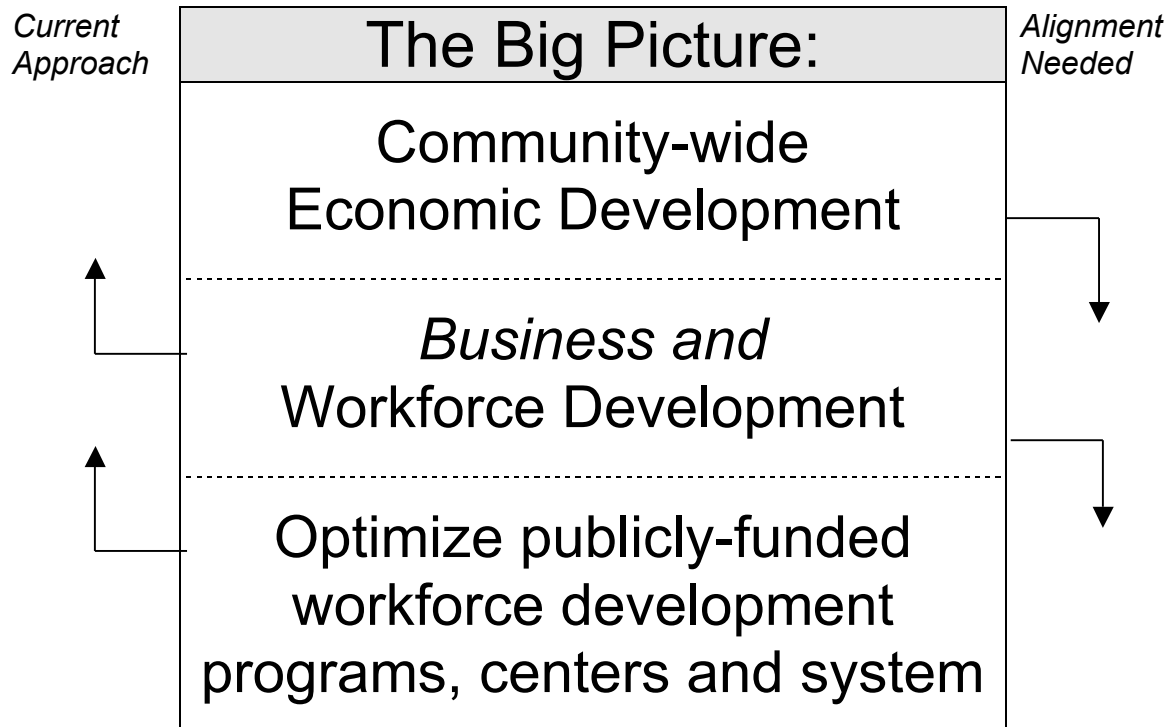 Current
Approach
The Big Picture:
Alignment
Needed
Community-wide
Economic Development
Business and
Workforce Development
Optimize publicly-funded
workforce development
programs, centers and system